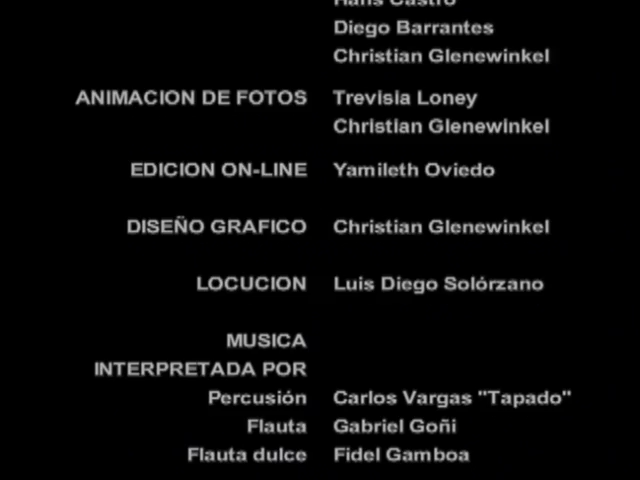 Hans Castro
Diego Barrantes
Christian Glenewinkel
ANIMACION DE FOTOS Trevisia Loney
Christian Glenewinkel
EDICION ON-LINE Yamileth Oviedo
DISEÑO GRAFICO Christian Glenewinkel
LOCUCION Luis Diego Solórzano
MUSICA
INTERPRETADA POR
Percusión Carlos Vargas "Tapado"
Flauta Gabriel Goñi
Flauta dulce Fidel Gamboa